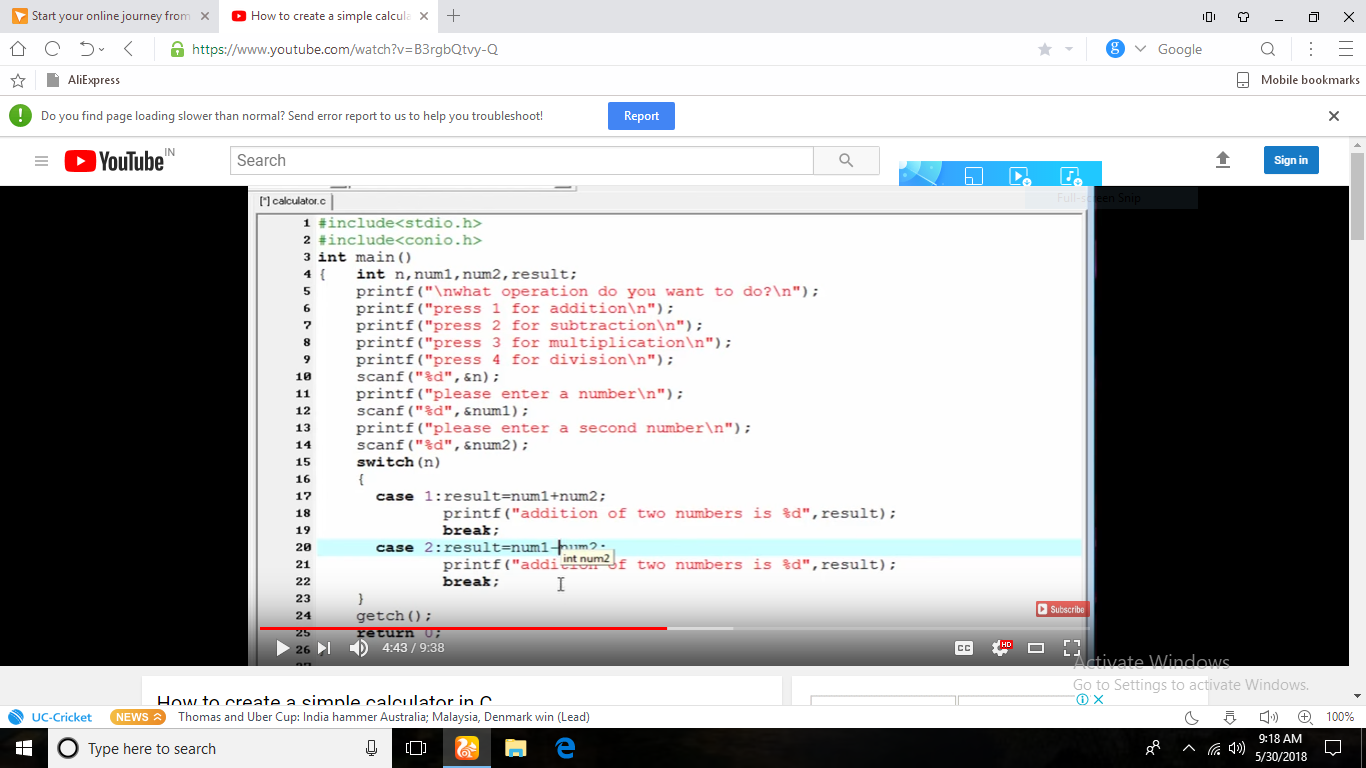 Start your online journey from
How to create a simple calcula
https://www.youtube.com/watch?v=B3rgbQtvy-Q
g Google
AliExpress
Mobile bookmarks
Do you find page loading slower than normal? Send error report to us to help you troubleshoot!
Report
YouTube IN
Search
Sign in
Full-screen Snip
[*] calculator.c
1 #include<stdio.h>
2 #include<conio.h>
3 int main()
4 { int n,num1,num2,result;
5 printf("\nwhat operation do you want to do?\n");
6 printf("press 1 for addition\n");
7 printf("press 2 for subtraction\n");
8 printf("press 3 for multiplication\n");
9 printf("press 4 for division\n");
10 scanf("%d",&n);
11 printf("please enter a number\n");
12 scanf("%d",&num1);
13 printf("please enter a second number\n");
14 scanf("%d",&num2);
15 switch(n)
16 {
17 case 1:result=num1+num2;
18 printf("addition of two numbers is %d",result);
19 break;
20 case 2:result=num1-num2;
int num2
21 printf("addition of two numbers is %d",result);
22 break;
23 }
24 getch();
25 return 0;
26
Subscribe
4:43 / 9:38
CC
HD
Activate Windows
Go to Settings to activate Windows.
How to create a simple calculator in C
UC-Cricket
NEWS
Thomas and Uber Cup: India hammer Australia; Malaysia, Denmark win (Lead)
100%
Type here to search
9:18 AM
5/30/2018